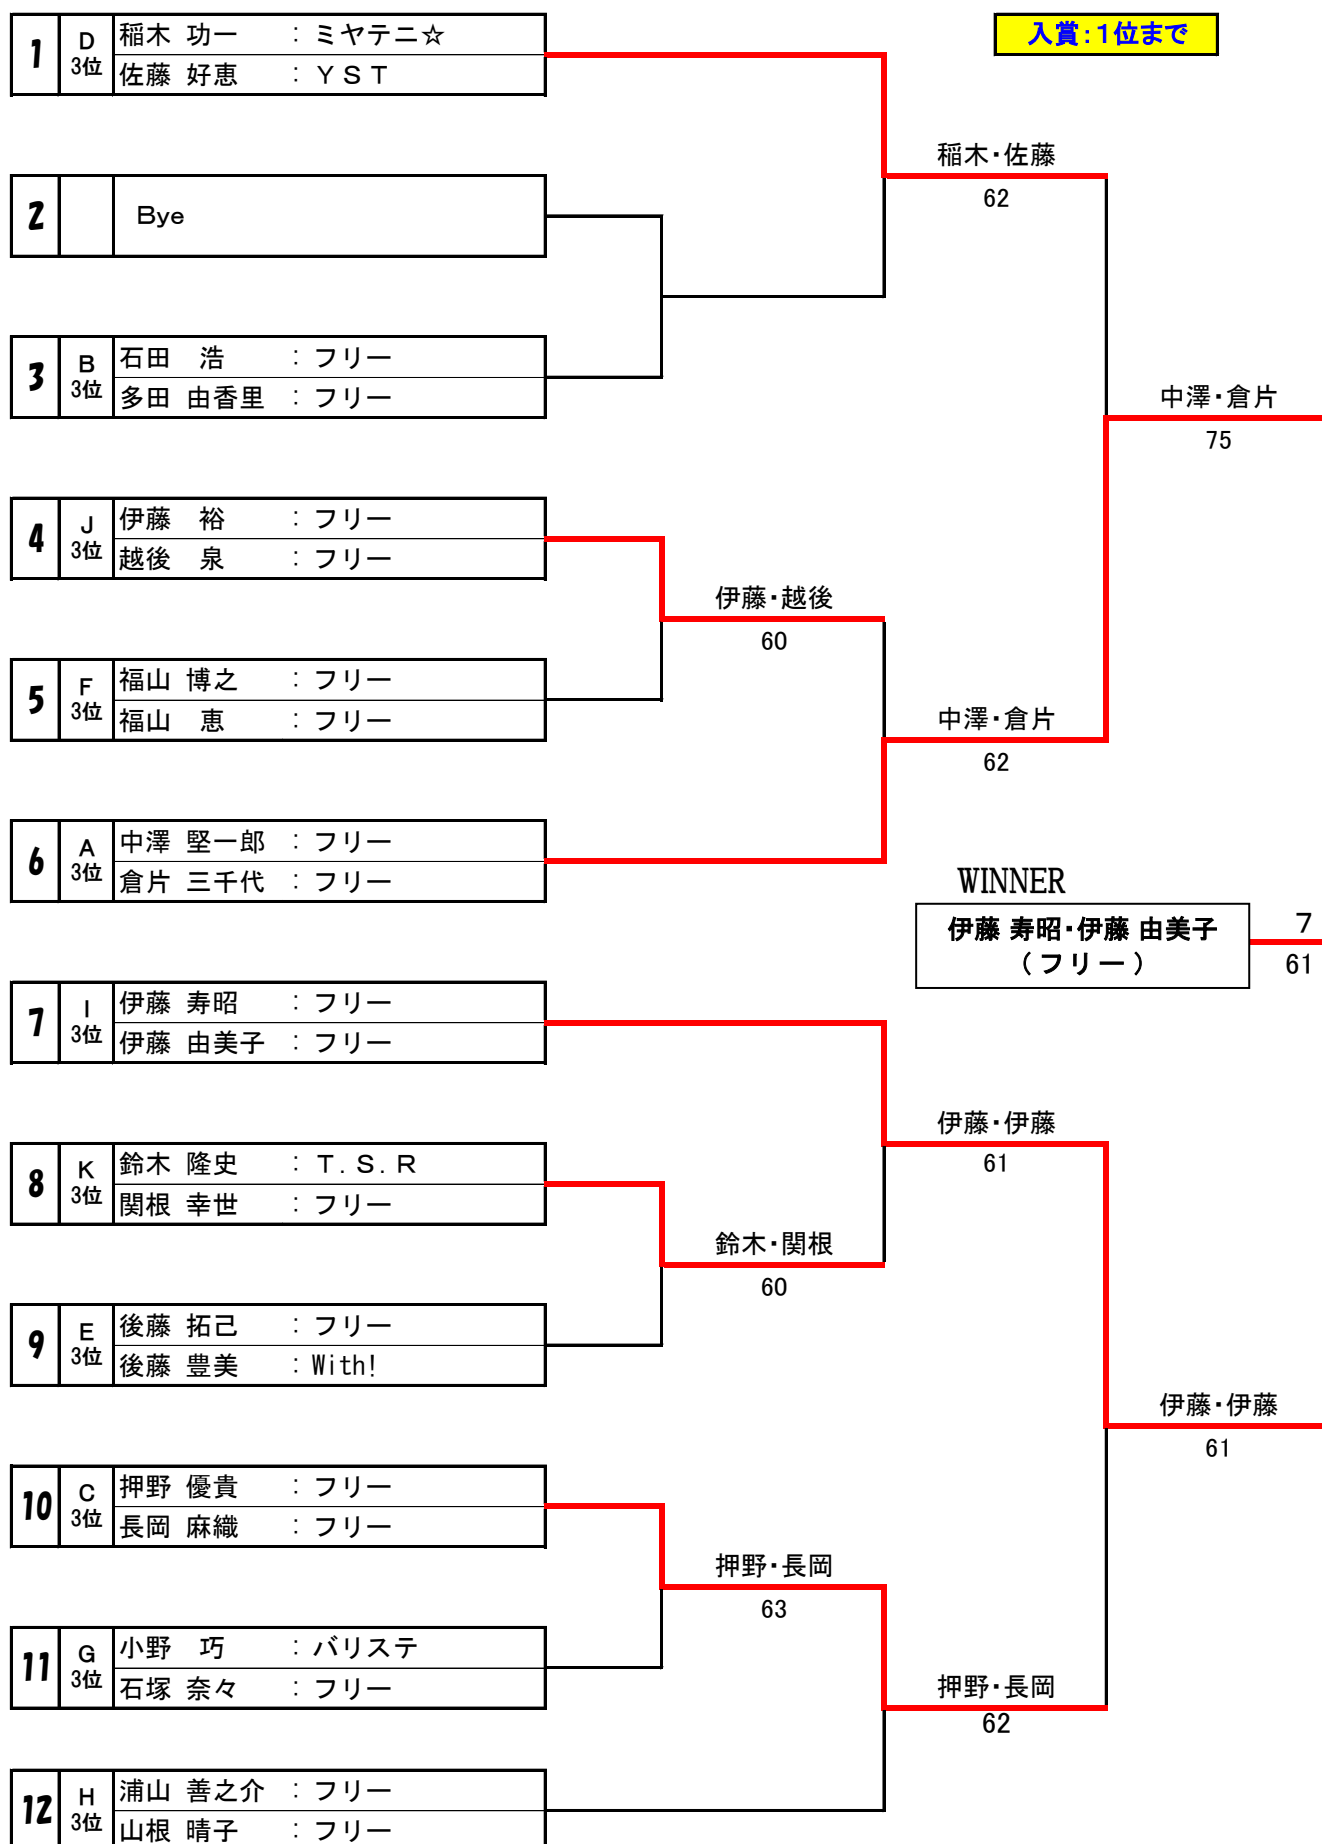 入賞：1位まで
1 D 3位 稲木 功一 ： ミヤテニ☆
佐藤 好恵 ： ＹＳＴ
稲木・佐藤
62
2 Bye
3 B 3位 石田 浩 ： フリー
多田 由香里 ： フリー
中澤・倉片
75
4 J 3位 伊藤 裕 ： フリー
越後 泉 ： フリー
伊藤・越後
60
5 F 3位 福山 博之 ： フリー
福山 恵 ： フリー
中澤・倉片
62
6 A 3位 中澤 堅一郎 ： フリー
倉片 三千代 ： フリー
WINNER
伊藤 寿昭・伊藤 由美子
（フリー）
7
61
7 I 3位 伊藤 寿昭 ： フリー
伊藤 由美子 ： フリー
伊藤・伊藤
61
8 K 3位 鈴木 隆史 ： Ｔ．Ｓ．Ｒ
関根 幸世 ： フリー
鈴木・関根
60
9 E 3位 後藤 拓己 ： フリー
後藤 豊美 ： With!
伊藤・伊藤
61
10 C 3位 押野 優貴 ： フリー
長岡 麻織 ： フリー
押野・長岡
63
11 G 3位 小野 巧 ： バリステ
石塚 奈々 ： フリー
押野・長岡
62
12 H 3位 浦山 善之介 ： フリー
山根 晴子 ： フリー